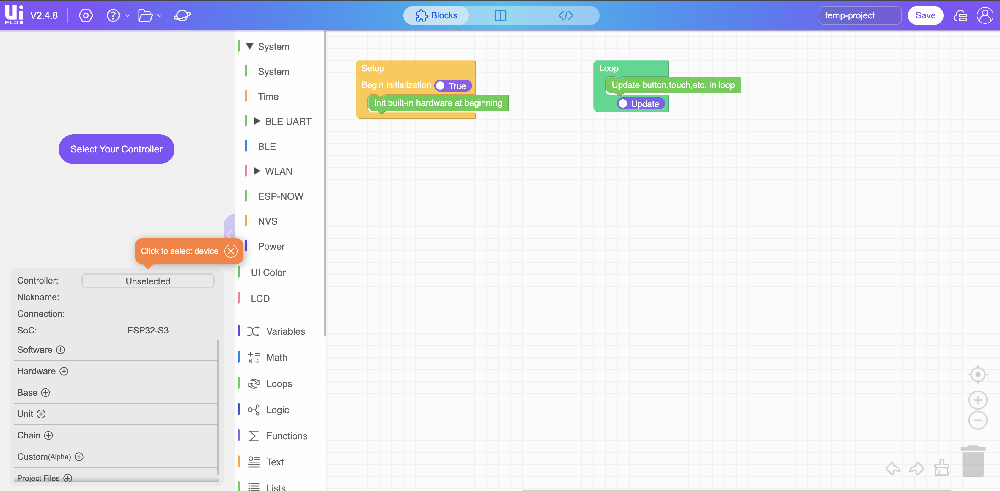 Ui
FLOW
V2.4.8
Blocks
temp-project
Save
Select Your Controller
Click to select device
Controller:
Unselected
Nickname:
Connection:
SoC:
ESP32-S3
Software
Hardware
Base
Unit
Chain
Custom(Alpha)
Project Files
System
System
Time
BLE UART
BLE
WLAN
ESP-NOW
NVS
Power
UI Color
LCD
Variables
Math
Loops
Logic
Functions
Text
Lists
Setup
Begin initialization True
Init built-in hardware at beginning
Loop
Update button,touch,etc. in loop
Update